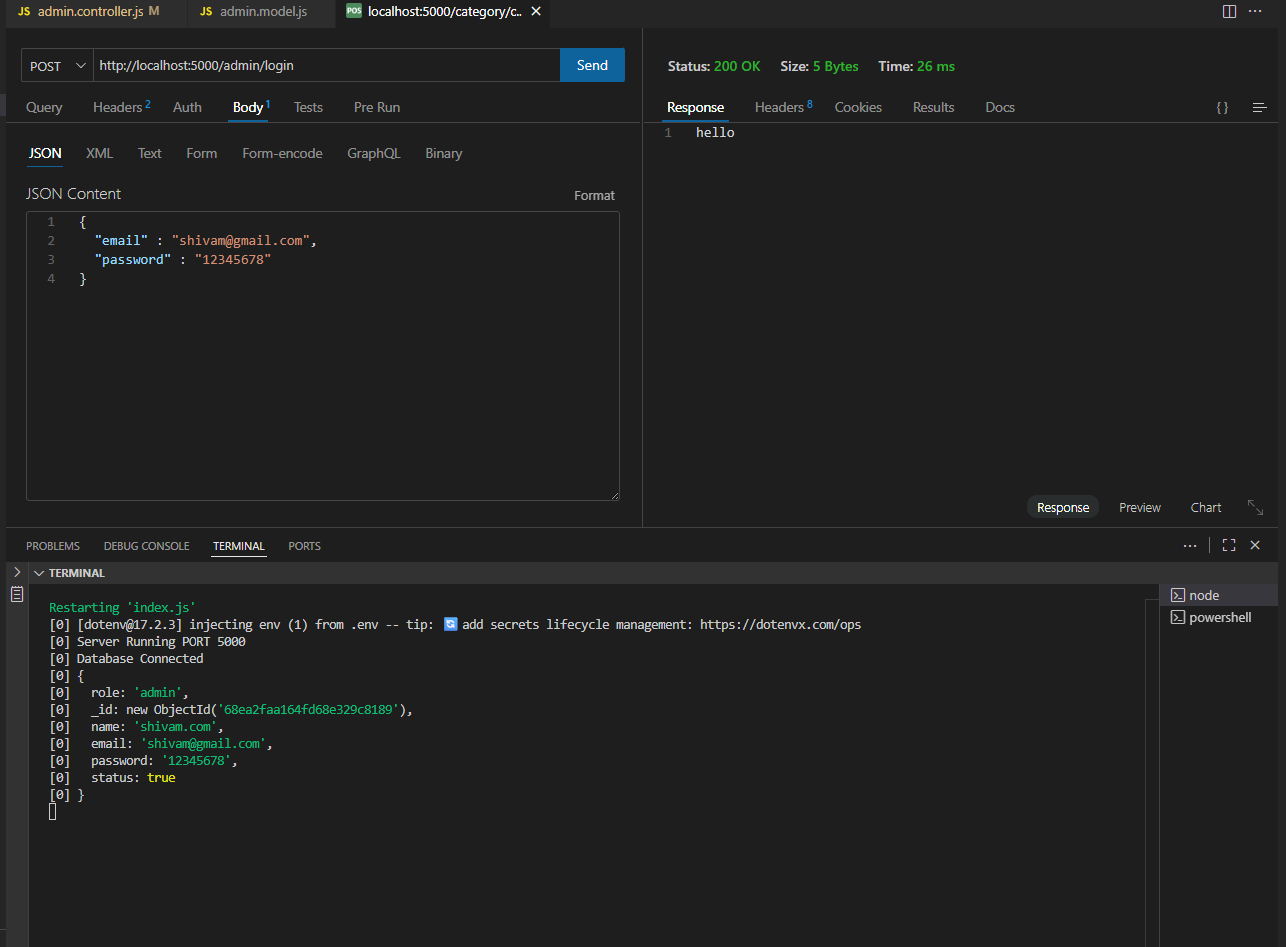 JS admin.controller.js M JS admin.model.js POS localhost:5000/category/c.. ✕ ···
POST http://localhost:5000/admin/login Send
Query Headers 2 Auth Body 1 Tests Pre Run
JSON XML Text Form Form-encode GraphQL Binary
JSON Content Format
1 {
2 "email" : "shivam@gmail.com",
3 "password" : "12345678"
4 }
Status: 200 OK Size: 5 Bytes Time: 26 ms
Response Headers 8 Cookies Results Docs { }
1 hello
Response Preview Chart
PROBLEMS DEBUG CONSOLE TERMINAL PORTS ···
TERMINAL
Restarting 'index.js'
[0] [dotenv@17.2.3] injecting env (1) from .env -- tip: 🔄 add secrets lifecycle management: https://dotenvx.com/ops
[0] Server Running PORT 5000
[0] Database Connected
[0] {
[0] role: 'admin',
[0] _id: new ObjectId('68ea2faa164fd68e329c8189'),
[0] name: 'shivam.com',
[0] email: 'shivam@gmail.com',
[0] password: '12345678',
[0] status: true
[0] }
node
powershell